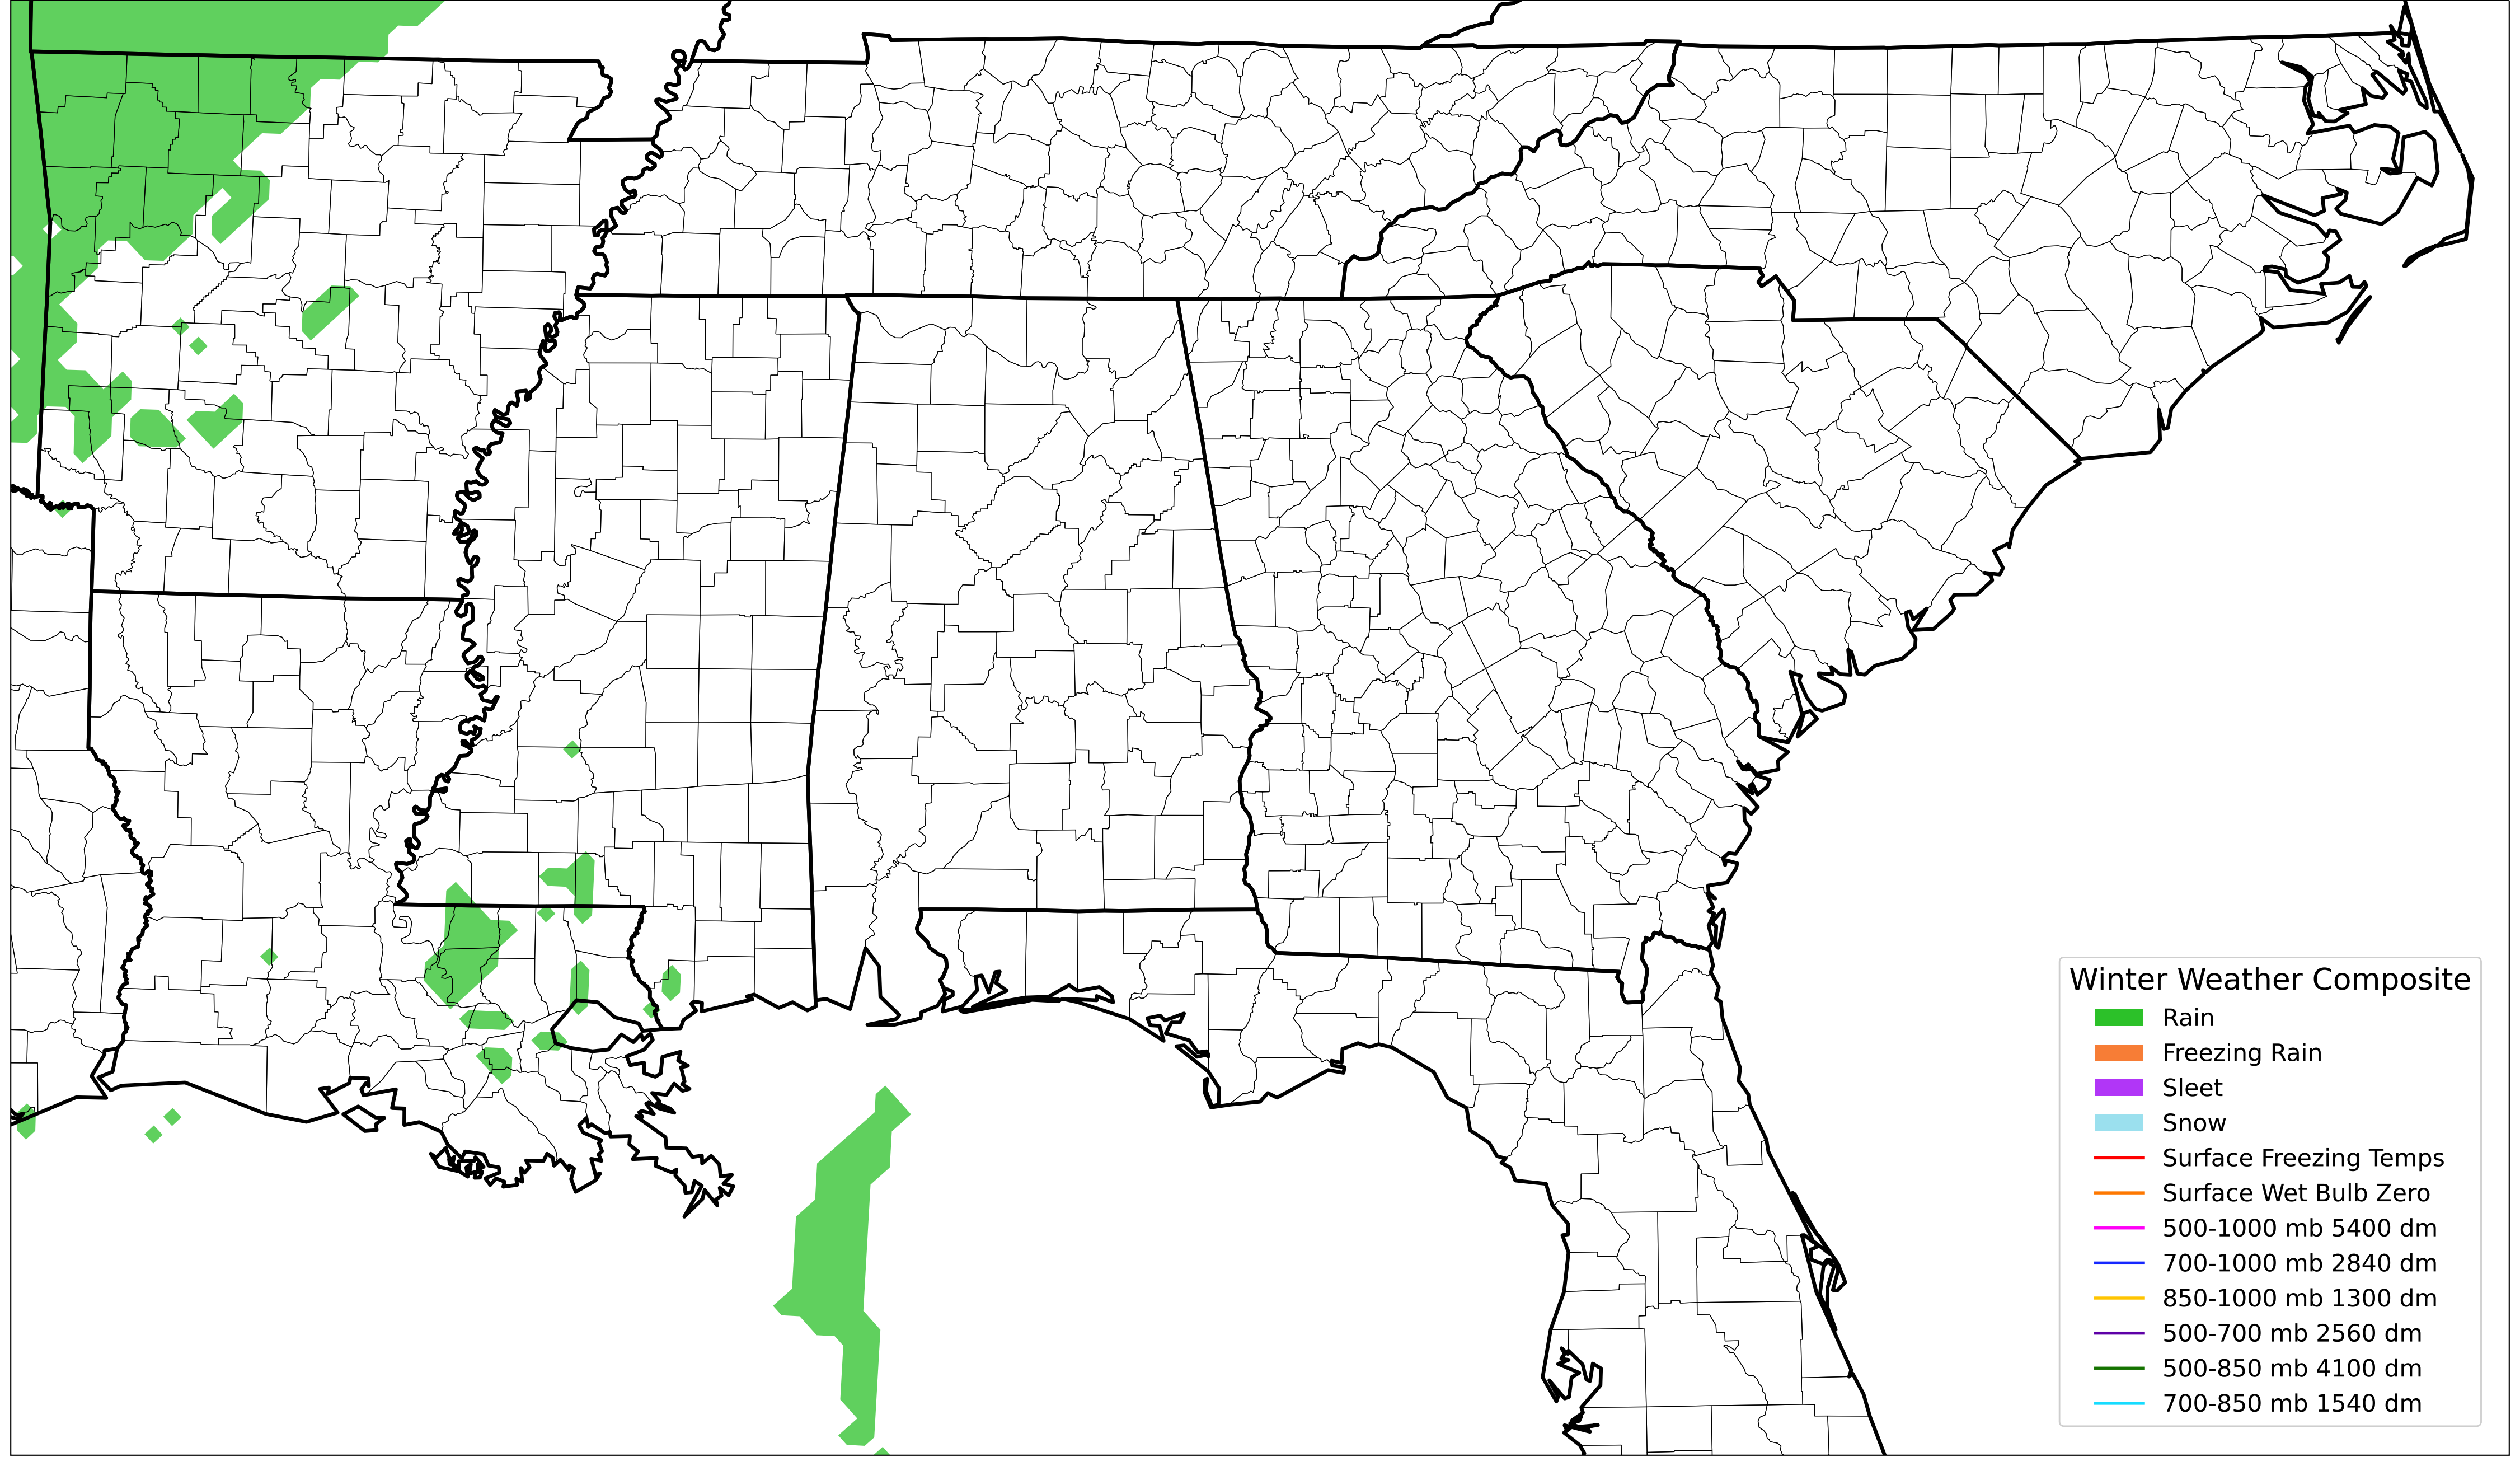 Winter Weather Composite
Rain
Freezing Rain
Sleet
Snow
Surface Freezing Temps
Surface Wet Bulb Zero
500-1000 mb 5400 dm
700-1000 mb 2840 dm
850-1000 mb 1300 dm
500-700 mb 2560 dm
500-850 mb 4100 dm
700-850 mb 1540 dm